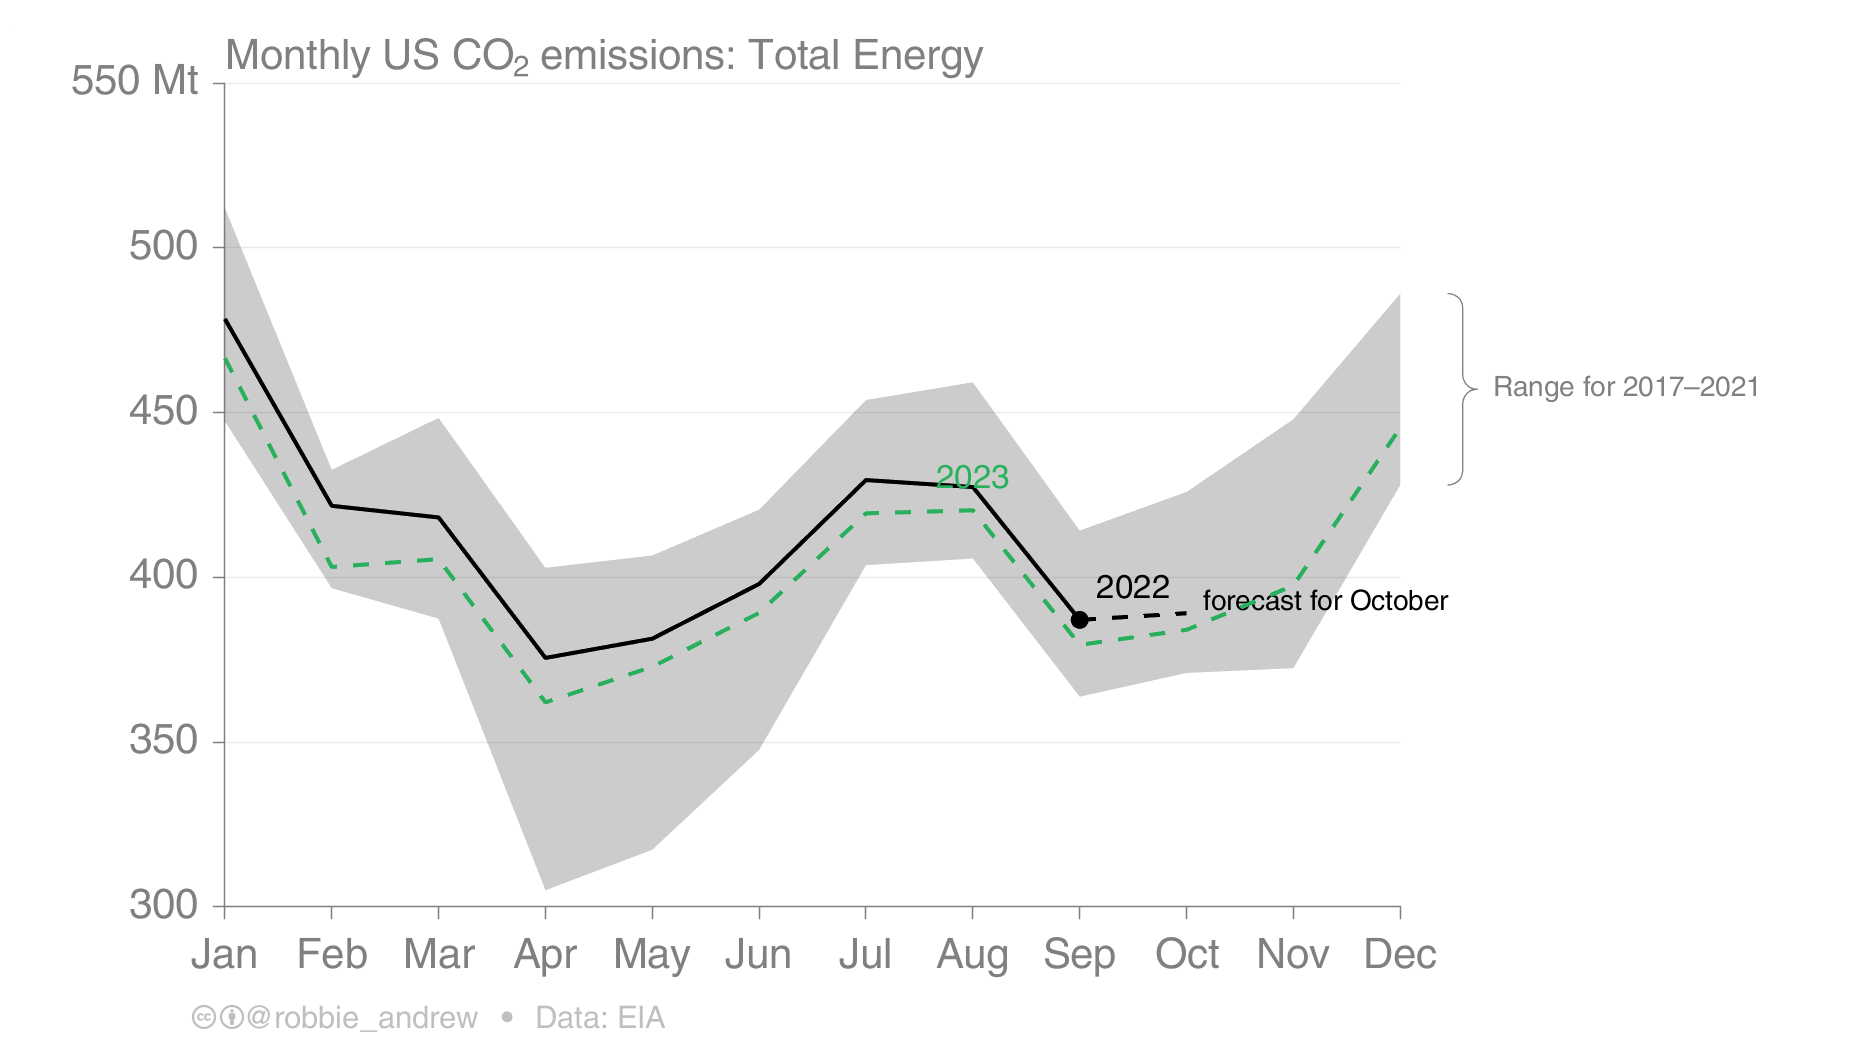 Monthly US CO₂ emissions: Total Energy
550 Mt
500
450
400
350
300
Range for 2017–2021
2023
2022
forecast for October
Jan Feb Mar Apr May Jun Jul Aug Sep Oct Nov Dec
cc @robbie_andrew • Data: EIA